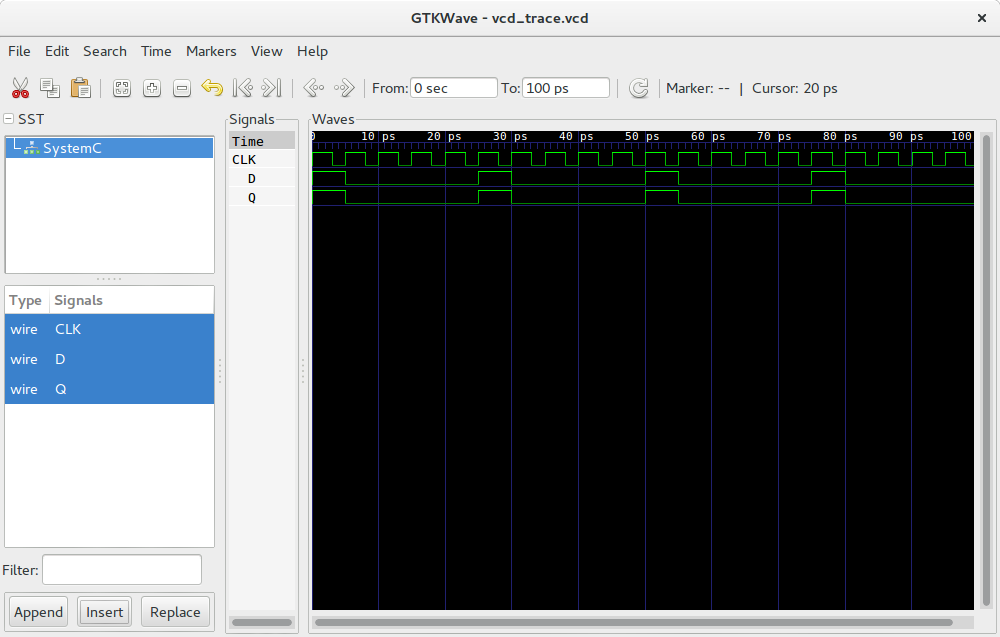 GTKWave - vcd_trace.vcd
File Edit Search Time Markers View Help
From: 0 sec To: 100 ps Marker: -- | Cursor: 20 ps
SST
SystemC
Type Signals
wire CLK
wire D
wire Q
Filter:
Append Insert Replace
Signals
Time
CLK
D
Q
Waves
0 10 ps 20 ps 30 ps 40 ps 50 ps 60 ps 70 ps 80 ps 90 ps 100